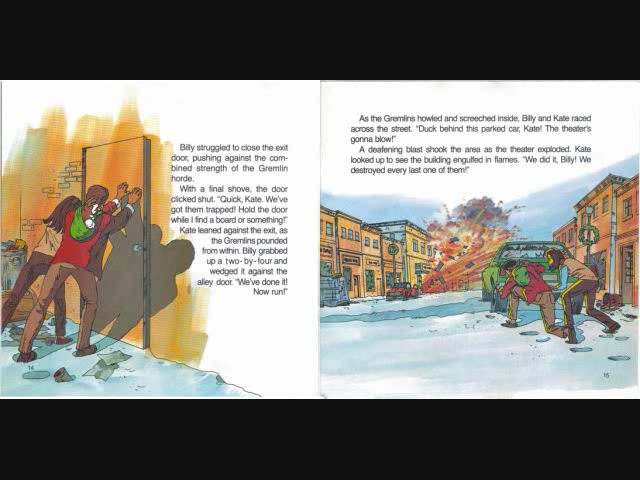 Billy struggled to close the exit
door, pushing against the com-
bined strength of the Gremlin
horde.
With a final shove, the door
clicked shut. "Quick, Kate. We've
got them trapped! Hold the door
while I find a board or something!"
Kate leaned against the exit, as
the Gremlins pounded
from within. Billy grabbed
up a two-by-four and
wedged it against the
alley door. "We've done it!
Now run!"
14
As the Gremlins howled and screeched inside, Billy and Kate raced
across the street. "Duck behind this parked car, Kate! The theater's
gonna blow!"
A deafening blast shook the area as the theater exploded. Kate
looked up to see the building engulfed in flames. "We did it, Billy! We
destroyed every last one of them!"
15